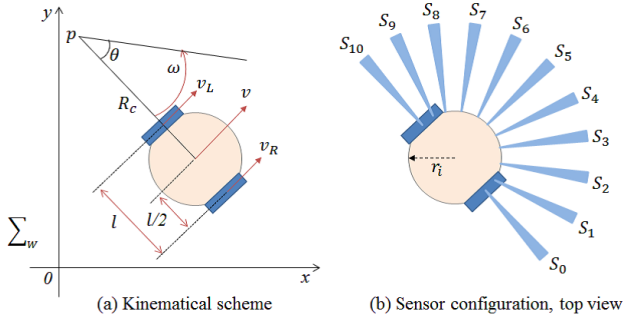 y
p
θ
ω
R_c
v_L
v
v_R
l
l/2
∑_w
0
x
(a) Kinematical scheme
S_10
S_9
S_8
S_7
S_6
S_5
S_4
S_3
S_2
S_1
S_0
r_i
(b) Sensor configuration, top view